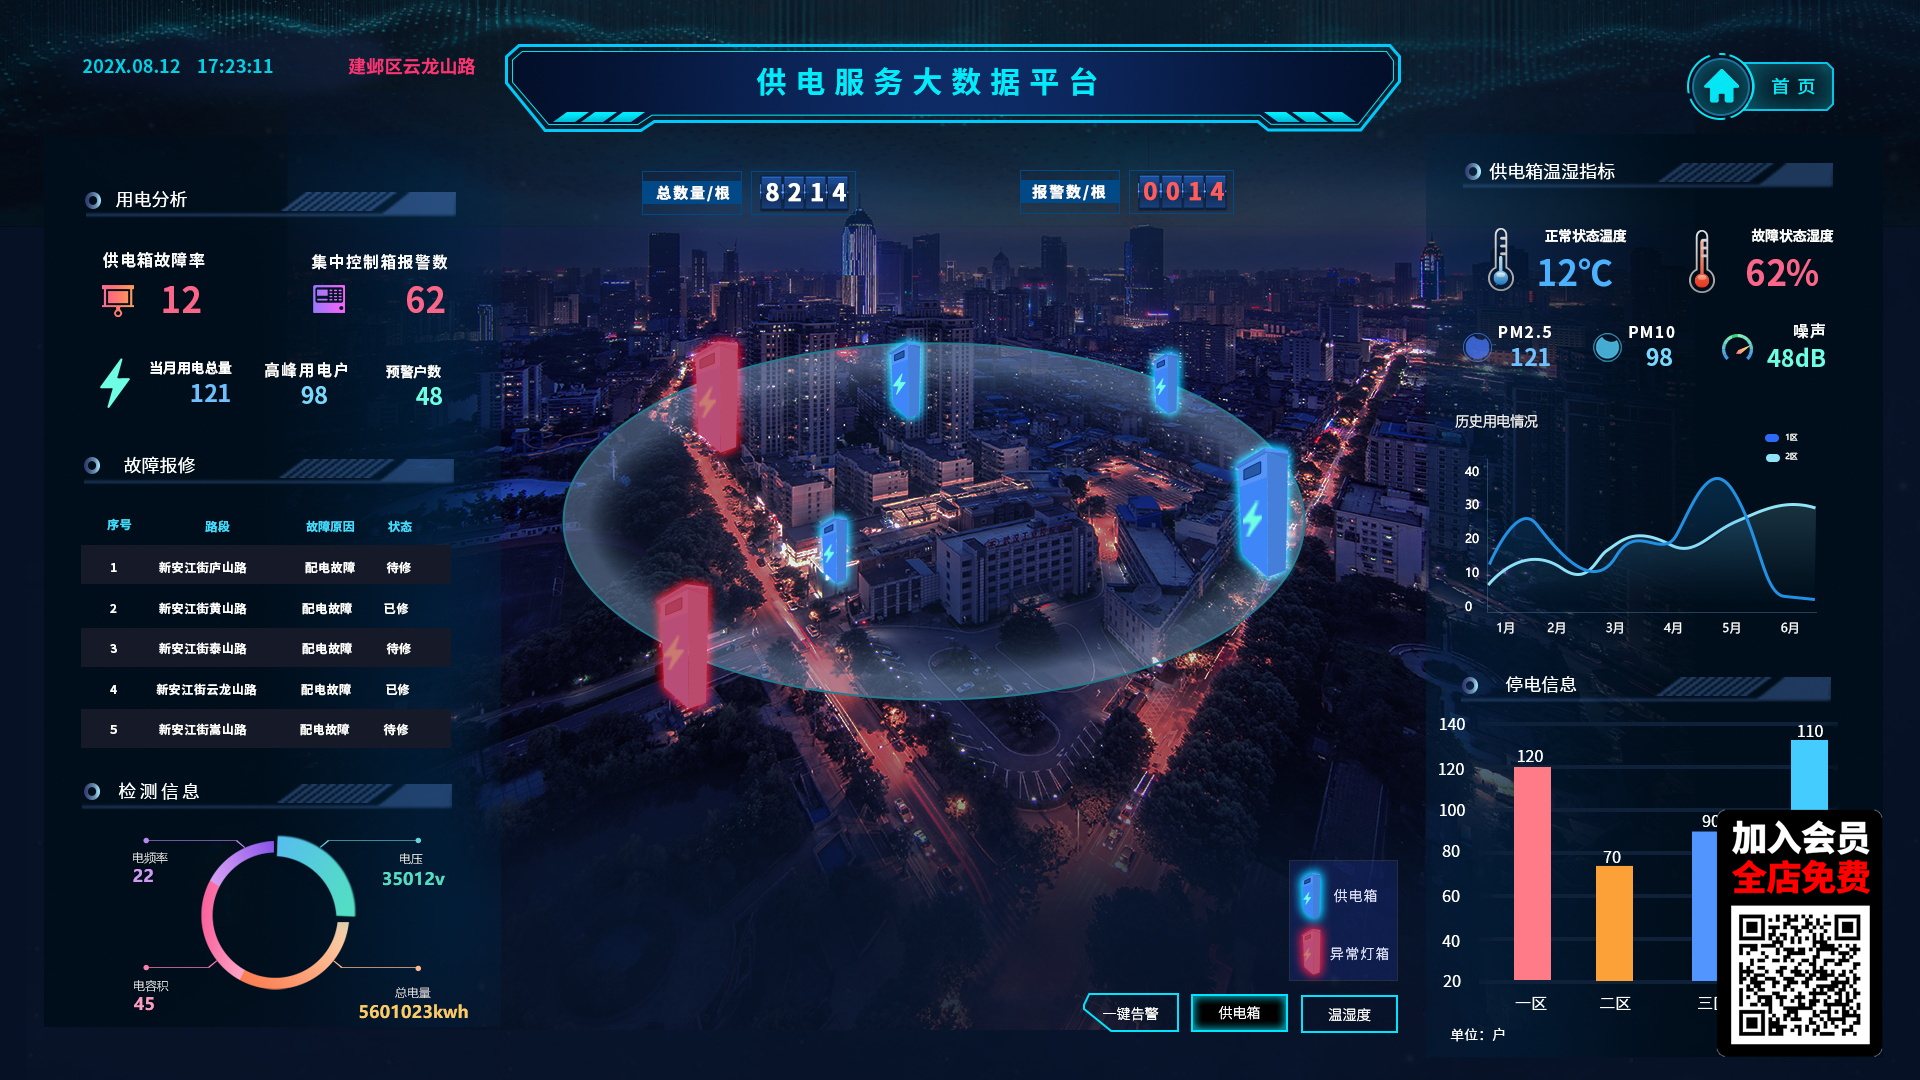 202X.08.12 17:23:11
建邺区云龙山路
供电服务大数据平台
首页
用电分析
供电箱故障率
12
集中控制箱报警数
62
当月用电总量
121
高峰用电户
98
预警户数
48
故障报修
序号 路段 故障原因 状态
1 新安江街庐山路 配电故障 待修
2 新安江街黄山路 配电故障 已修
3 新安江街泰山路 配电故障 待修
4 新安江街云龙山路 配电故障 已修
5 新安江街嵩山路 配电故障 待修
检测信息
电频率
22
电压
35012v
电容积
45
总电量
5601023kwh
总数量/根
8214
报警数/根
0014
供电箱
异常灯箱
一键告警
供电箱
温湿度
供电箱温湿指标
正常状态温度
12°C
故障状态湿度
62%
PM2.5
121
PM10
98
噪声
48dB
历史用电情况
1区
2区
40
30
20
10
0
1月 2月 3月 4月 5月 6月
停电信息
140
120
100
80
60
40
20
120
70
90
110
一区 二区 三
单位：户
加入会员
全店免费